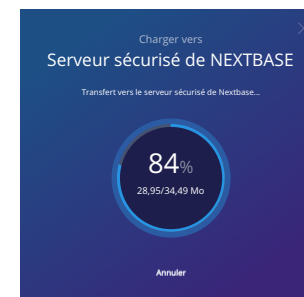 Charger vers
Serveur sécurisé de NEXTBASE
Transfert vers le serveur sécurisé de Nextbase...
84%
28,95/34,49 Mo
Annuler